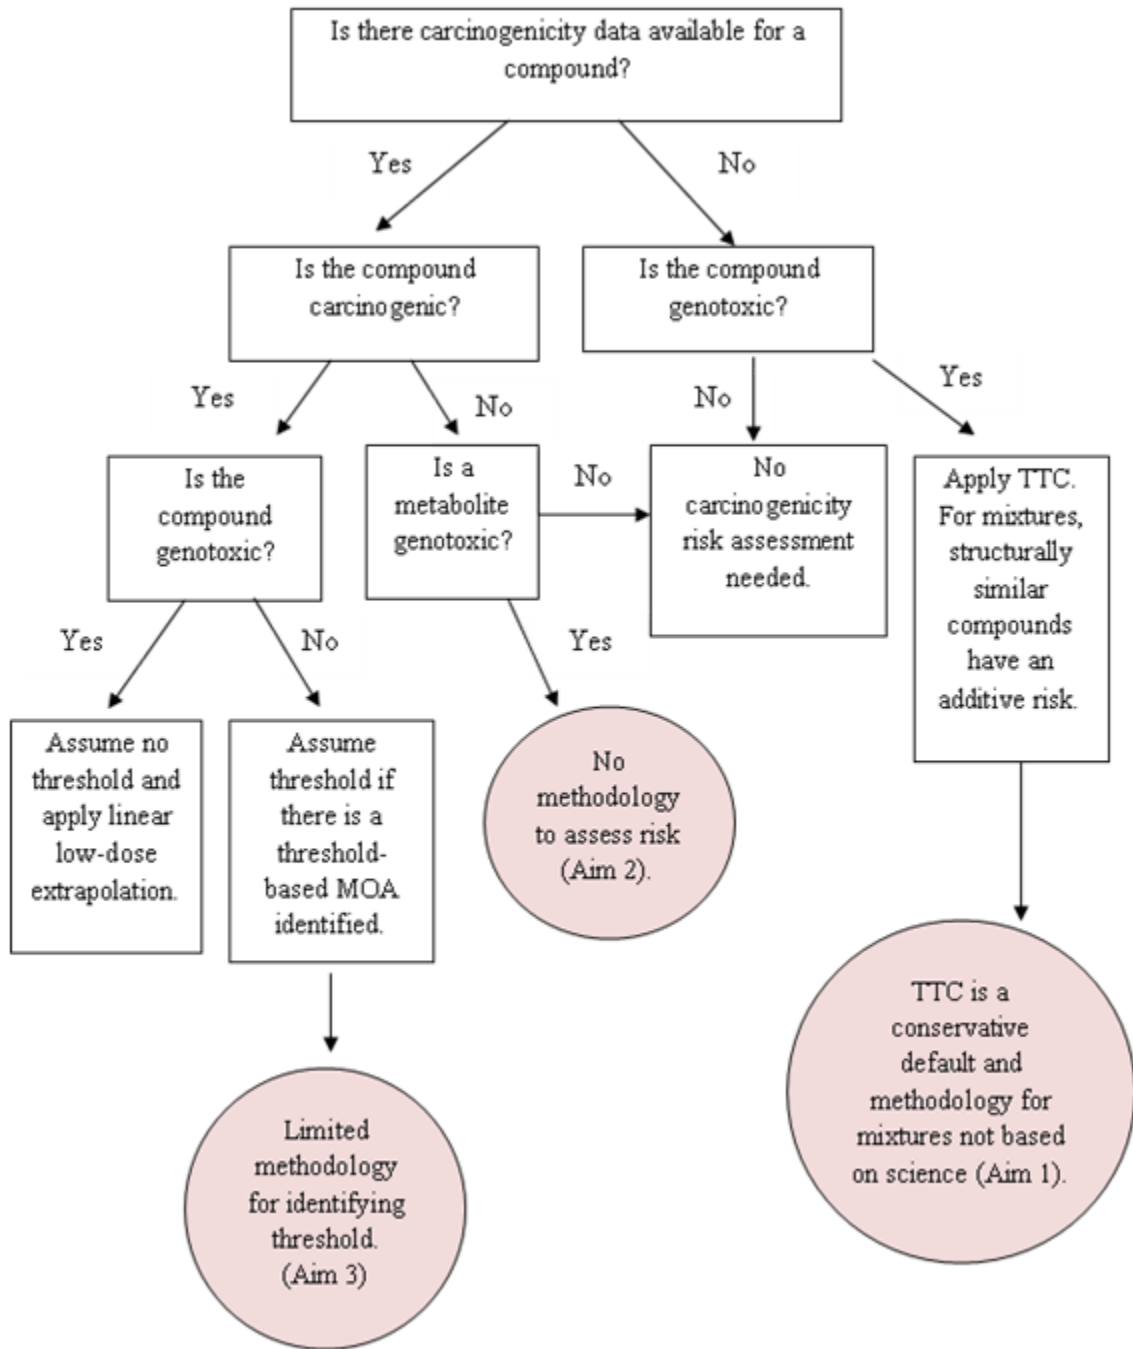 Is there carcinogenicity data available for a
compound?
Yes
No
Is the compound
carcinogenic?
Is the compound
genotoxic?
Yes
No
No
Yes
Is the
compound
genotoxic?
Is a
metabolite
genotoxic?
No
No
carcinogenicity
risk assessment
needed.
Apply TTC.
For mixtures,
structurally
similar
compounds
have an
additive risk.
Yes
No
Yes
Assume no
threshold and
apply linear
low-dose
extrapolation.
Assume
threshold if
there is a
threshold-
based MOA
identified.
No
methodology
to assess risk
(Aim 2).
TTC is a
conservative
default and
methodology for
mixtures not based
on science (Aim 1).
Limited
methodology
for identifying
threshold.
(Aim 3)